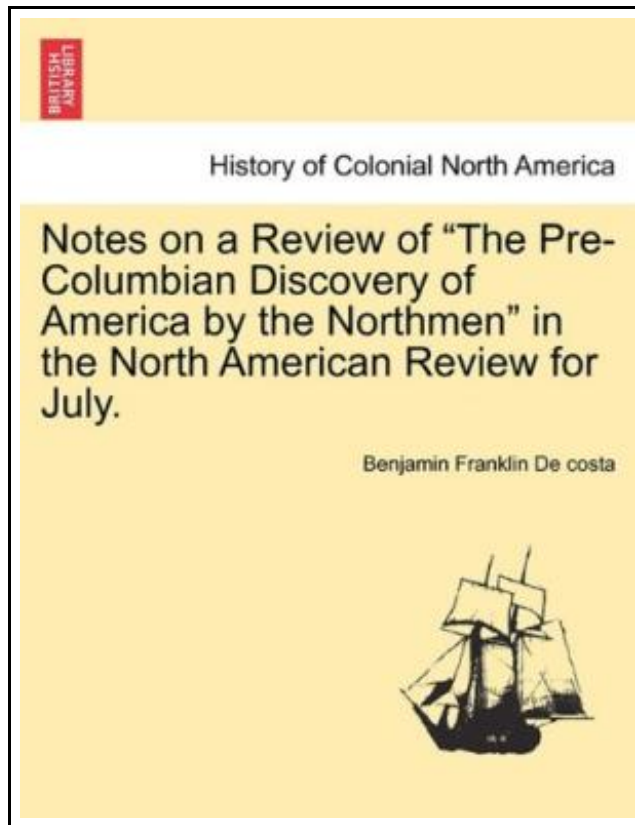 BRITISH
LIBRARY
History of Colonial North America
Notes on a Review of “The Pre-
Columbian Discovery of
America by the Northmen” in
the North American Review for
July.
Benjamin Franklin De costa